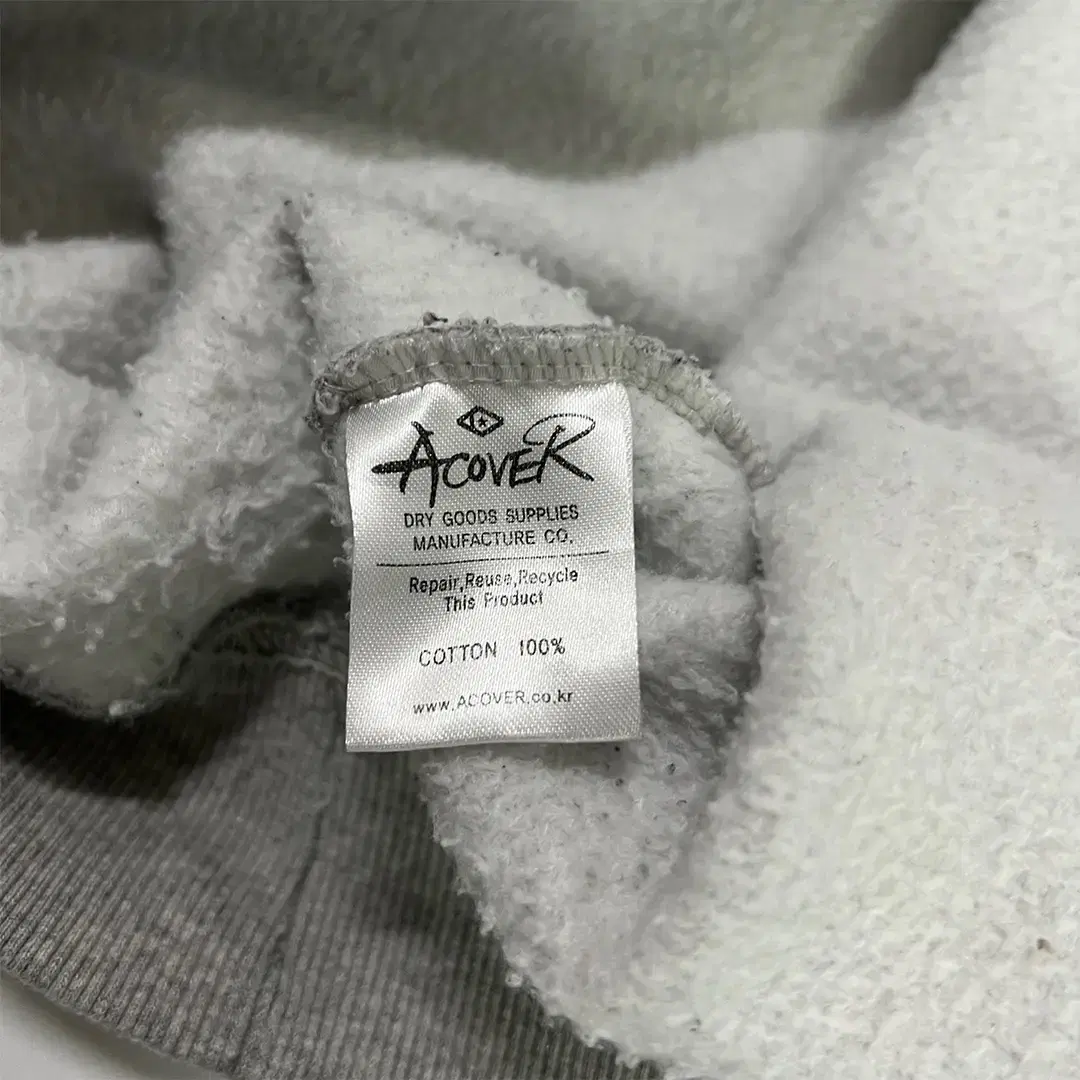 ACOVER
DRY GOODS SUPPLIES
MANUFACTURE CO.
Repair,Reuse,Recycle
This Product
COTTON 100%
www.ACOVER.co.kr